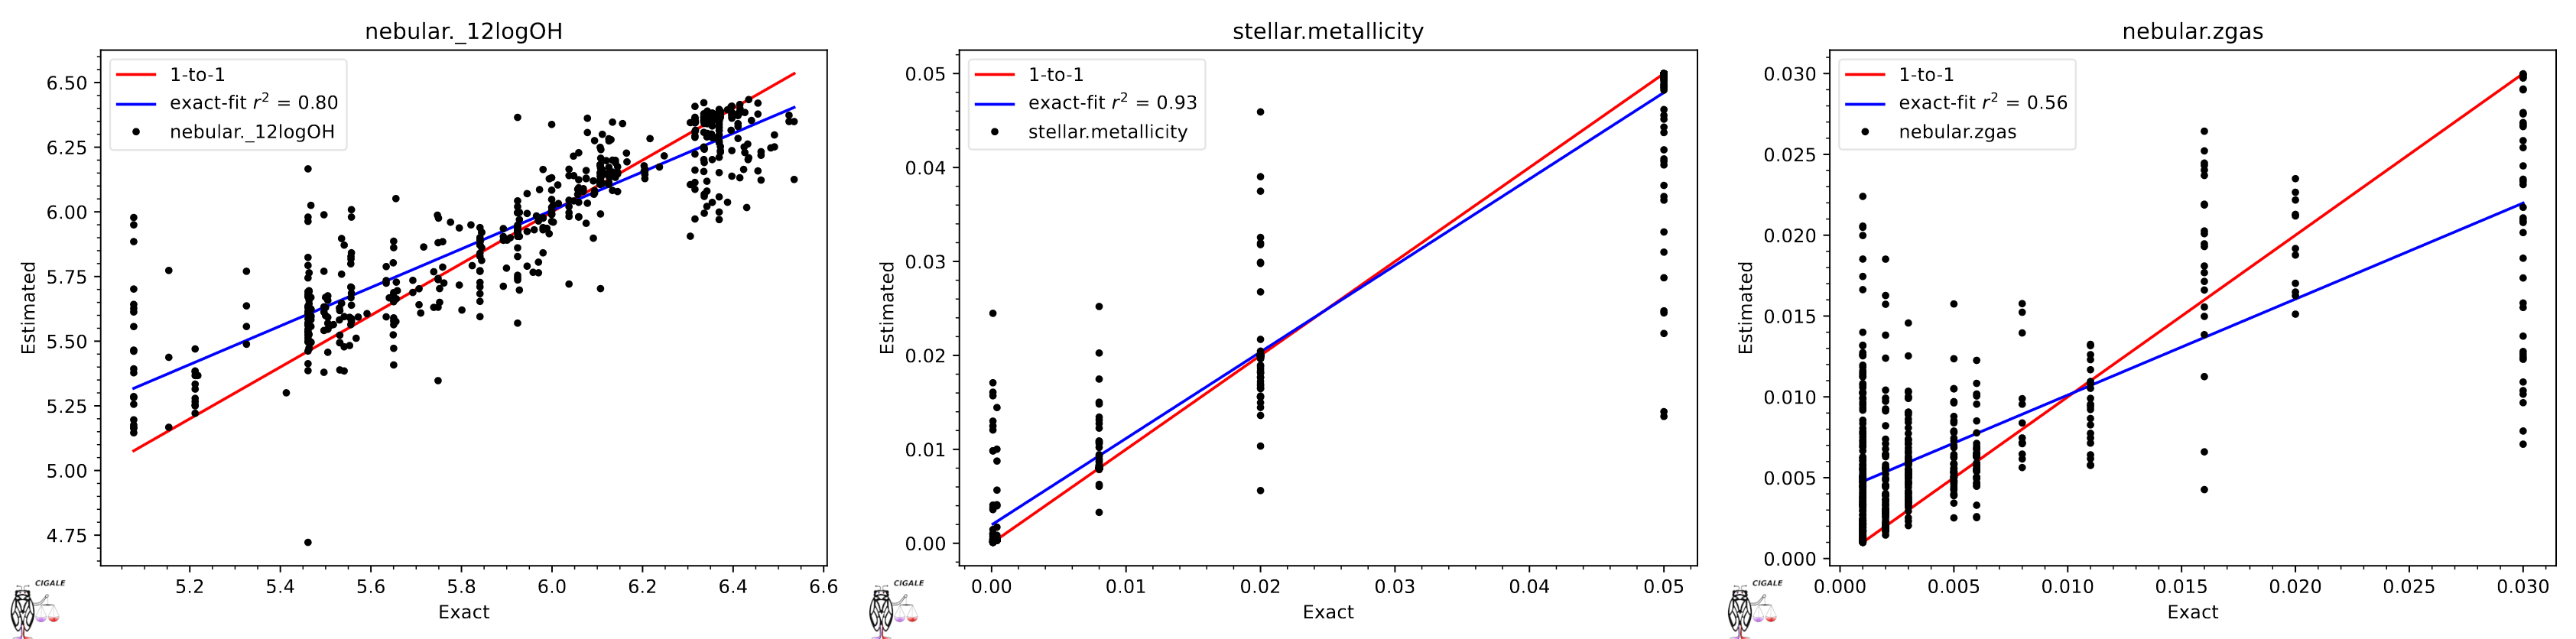 nebular._12logOH
1-to-1
exact-fit r² = 0.80
nebular._12logOH
6.50
6.25
6.00
5.75
5.50
5.25
5.00
4.75
Estimated
5.2 5.4 5.6 5.8 6.0 6.2 6.4 6.6
Exact
CIGALE
stellar.metallicity
1-to-1
exact-fit r² = 0.93
stellar.metallicity
0.05
0.04
0.03
0.02
0.01
0.00
Estimated
0.00 0.01 0.02 0.03 0.04 0.05
Exact
CIGALE
nebular.zgas
1-to-1
exact-fit r² = 0.56
nebular.zgas
0.030
0.025
0.020
0.015
0.010
0.005
0.000
Estimated
0.000 0.005 0.010 0.015 0.020 0.025 0.030
Exact
CIGALE